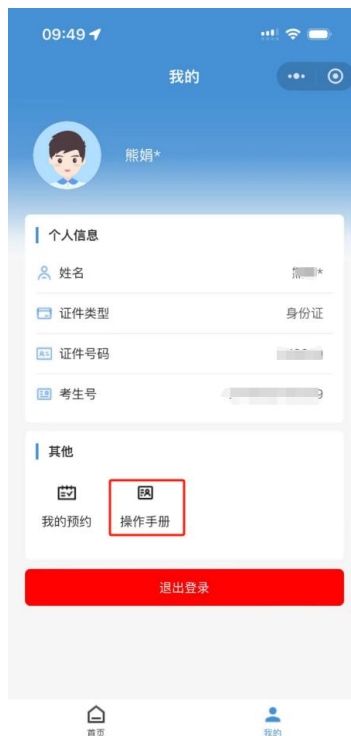 09:49
我的
熊娟*
个人信息
姓名 *
证件类型 身份证
证件号码
考生号 9
其他
我的预约 操作手册
退出登录
首页 我的